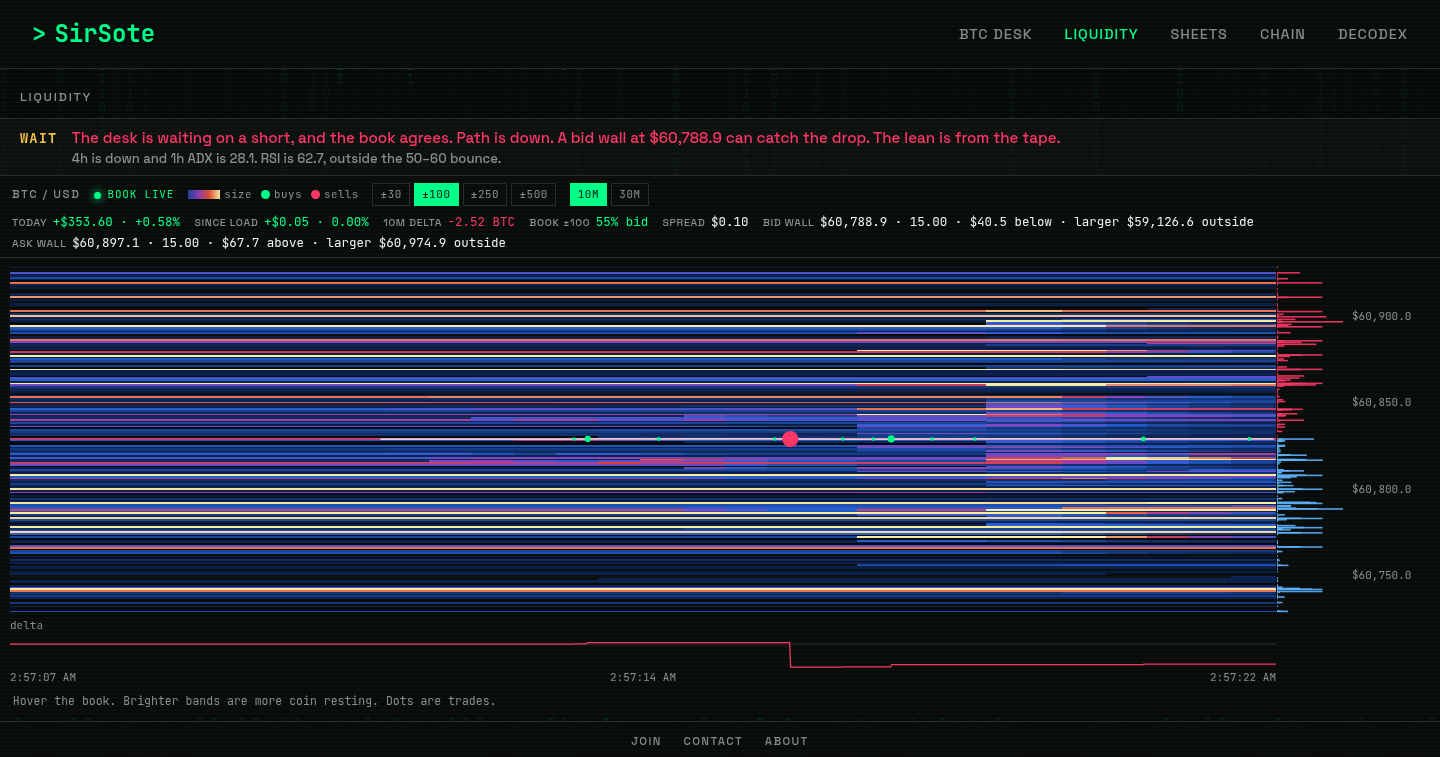 > SirSote
BTC DESK LIQUIDITY SHEETS CHAIN DECODEX
LIQUIDITY
WAIT The desk is waiting on a short, and the book agrees. Path is down. A bid wall at $60,788.9 can catch the drop. The lean is from the tape.
4h is down and 1h ADX is 28.1. RSI is 62.7, outside the 50–60 bounce.
BTC / USD BOOK LIVE size buys sells ±30 ±100 ±250 ±500 10M 30M
TODAY +$353.60 · +0.58% SINCE LOAD +$0.05 · 0.00% 10M DELTA -2.52 BTC BOOK ±100 55% bid SPREAD $0.10 BID WALL $60,788.9 · 15.00 · $40.5 below · larger $59,126.6 outside
ASK WALL $60,897.1 · 15.00 · $67.7 above · larger $60,974.9 outside
$60,900.0
$60,850.0
$60,800.0
$60,750.0
delta
2:57:07 AM 2:57:14 AM 2:57:22 AM
Hover the book. Brighter bands are more coin resting. Dots are trades.
JOIN CONTACT ABOUT